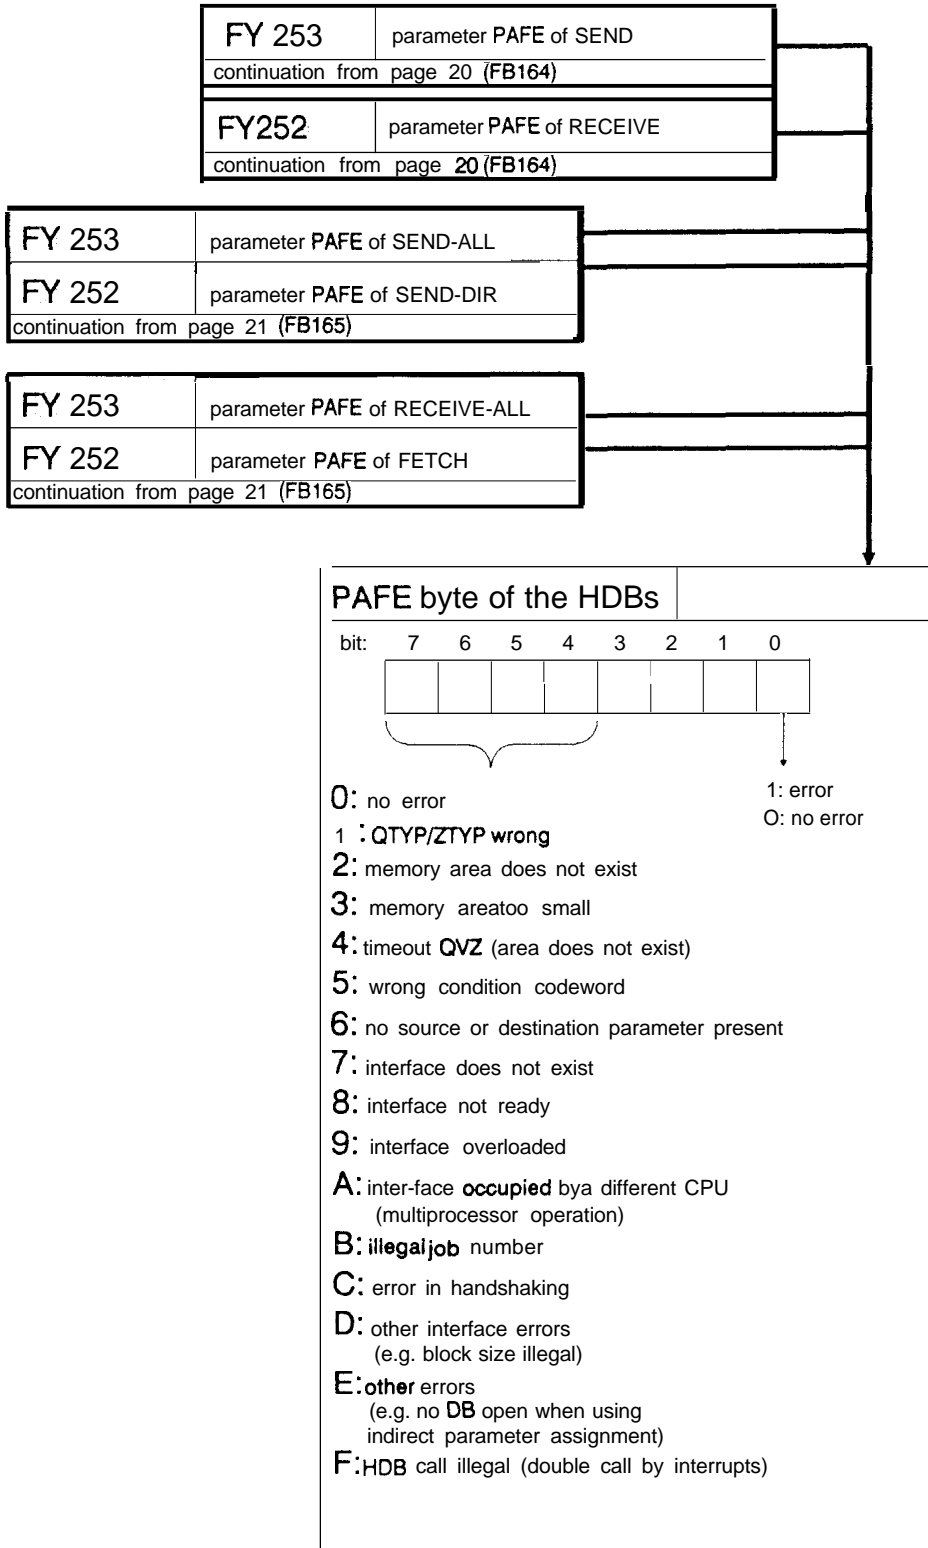 FY 253 parameter PAFE of SEND
continuation from page 20 (FB164)
FY252 parameter PAFE of RECEIVE
continuation from page 20 (FB164)
FY 253 parameter PAFE of SEND-ALL
FY 252 parameter PAFE of SEND-DIR
continuation from page 21 (FB165)
FY 253 parameter PAFE of RECEIVE-ALL
FY 252 parameter PAFE of FETCH
continuation from page 21 (FB165)
PAFE byte of the HDBs
bit: 7 6 5 4 3 2 1 0
1: error
O: no error
0: no error
1 : QTYP/ZTYP wrong
2: memory area does not exist
3: memory areatoo small
4: timeout QVZ (area does not exist)
5: wrong condition codeword
6: no source or destination parameter present
7: interface does not exist
8: interface not ready
9: interface overloaded
A: inter-face occupied bya different CPU
(multiprocessor operation)
B: illegal job number
C: error in handshaking
D: other interface errors
(e.g. block size illegal)
E: other errors
(e.g. no DB open when using
indirect parameter assignment)
F: HDB call illegal (double call by interrupts)